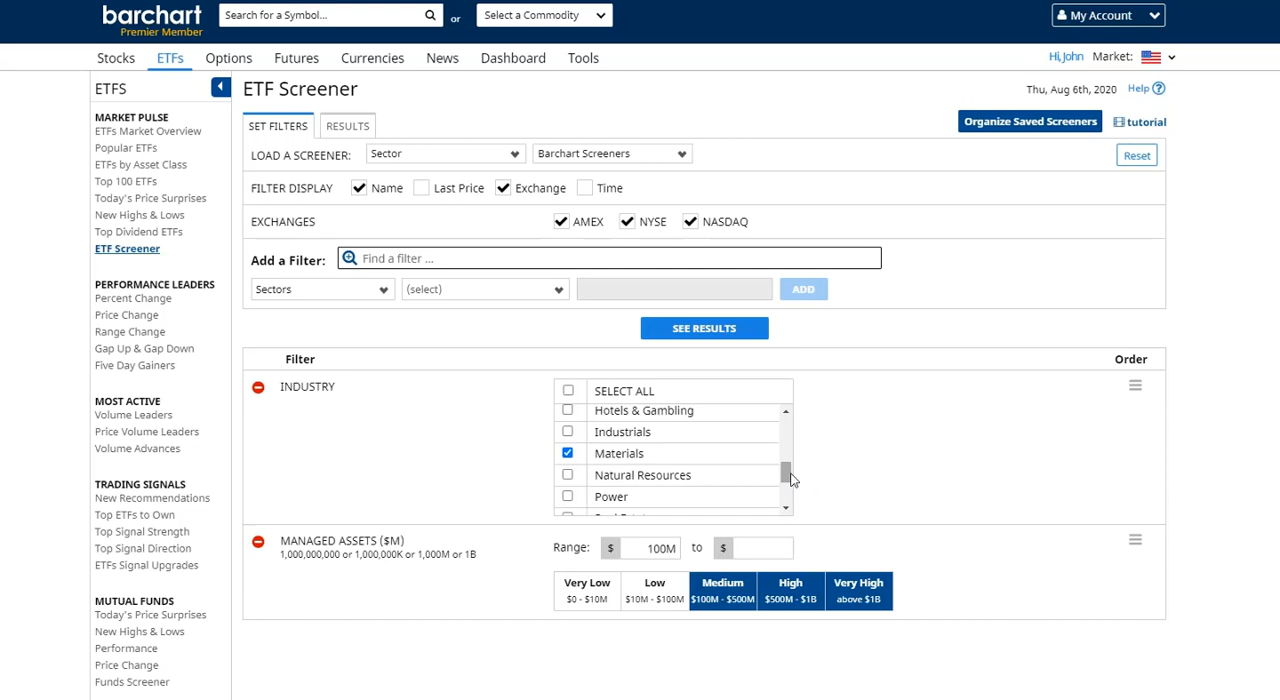 barchart
Premier Member
Search for a Symbol...
or
Select a Commodity
My Account
Stocks ETFs Options Futures Currencies News Dashboard Tools
Hi, John Market:
ETFS
MARKET PULSE
ETFs Market Overview
Popular ETFs
ETFs by Asset Class
Top 100 ETFs
Today's Price Surprises
New Highs & Lows
Top Dividend ETFs
ETF Screener
PERFORMANCE LEADERS
Percent Change
Price Change
Range Change
Gap Up & Gap Down
Five Day Gainers
MOST ACTIVE
Volume Leaders
Price Volume Leaders
Volume Advances
TRADING SIGNALS
New Recommendations
Top ETFs to Own
Top Signal Strength
Top Signal Direction
ETFs Signal Upgrades
MUTUAL FUNDS
Today's Price Surprises
New Highs & Lows
Performance
Price Change
Funds Screener
ETF Screener
Thu, Aug 6th, 2020 Help ?
SET FILTERS RESULTS
Organize Saved Screeners tutorial
LOAD A SCREENER: Sector Barchart Screeners Reset
FILTER DISPLAY Name Last Price Exchange Time
EXCHANGES AMEX NYSE NASDAQ
Add a Filter: Find a filter ...
Sectors (select) ADD
SEE RESULTS
Filter Order
INDUSTRY
SELECT ALL
Hotels & Gambling
Industrials
Materials
Natural Resources
Power
MANAGED ASSETS ($M)
1,000,000,000 or 1,000,000K or 1,000M or 1B
Range: $ 100M to $
Very Low Low Medium High Very High
$0 - $10M $10M - $100M $100M - $500M $500M - $1B above $1B